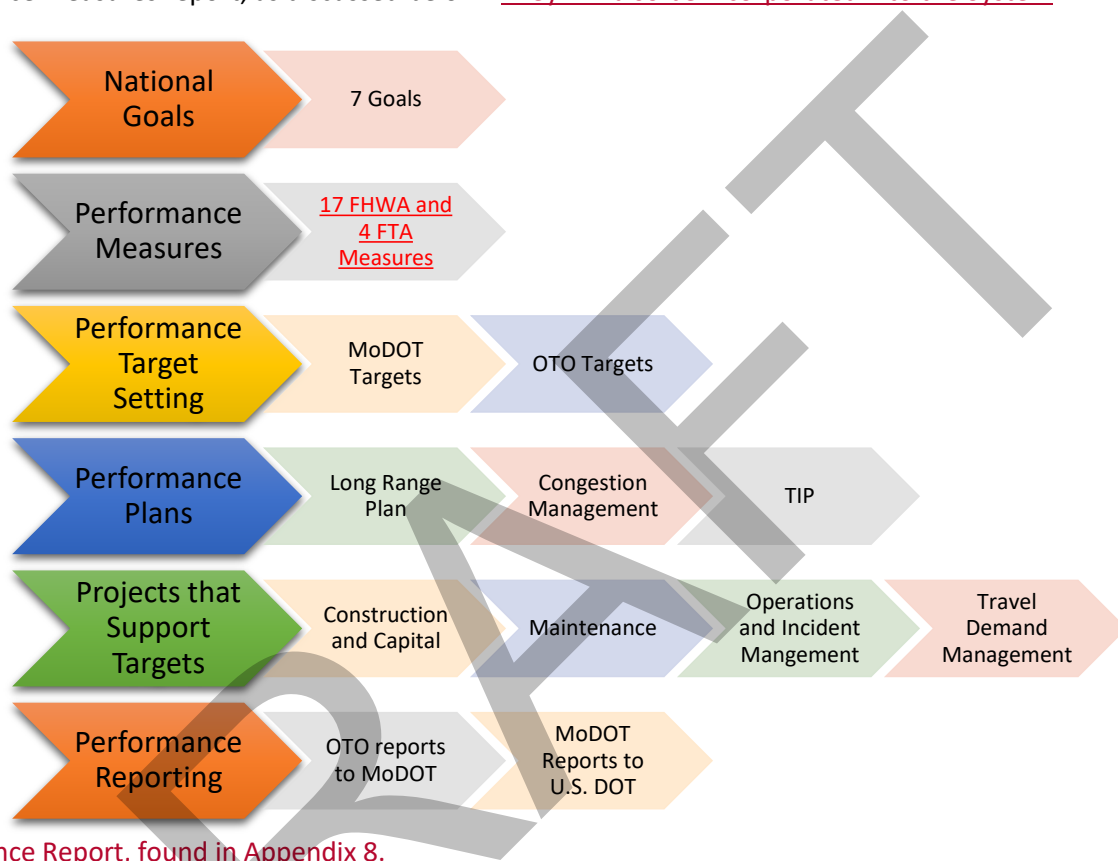 National
Goals
7 Goals
Performance
Measures
17 FHWA and
4 FTA
Measures
Performance
Target
Setting
MoDOT
Targets
OTO Targets
Performance
Plans
Long Range
Plan
Congestion
Management
TIP
Projects that
Support
Targets
Construction
and Capital
Maintenance
Operations
and Incident
Mangement
Travel
Demand
Management
Performance
Reporting
OTO reports
to MoDOT
MoDOT
Reports to
U.S. DOT
nce Report, found in Appendix 8.
DRAFT